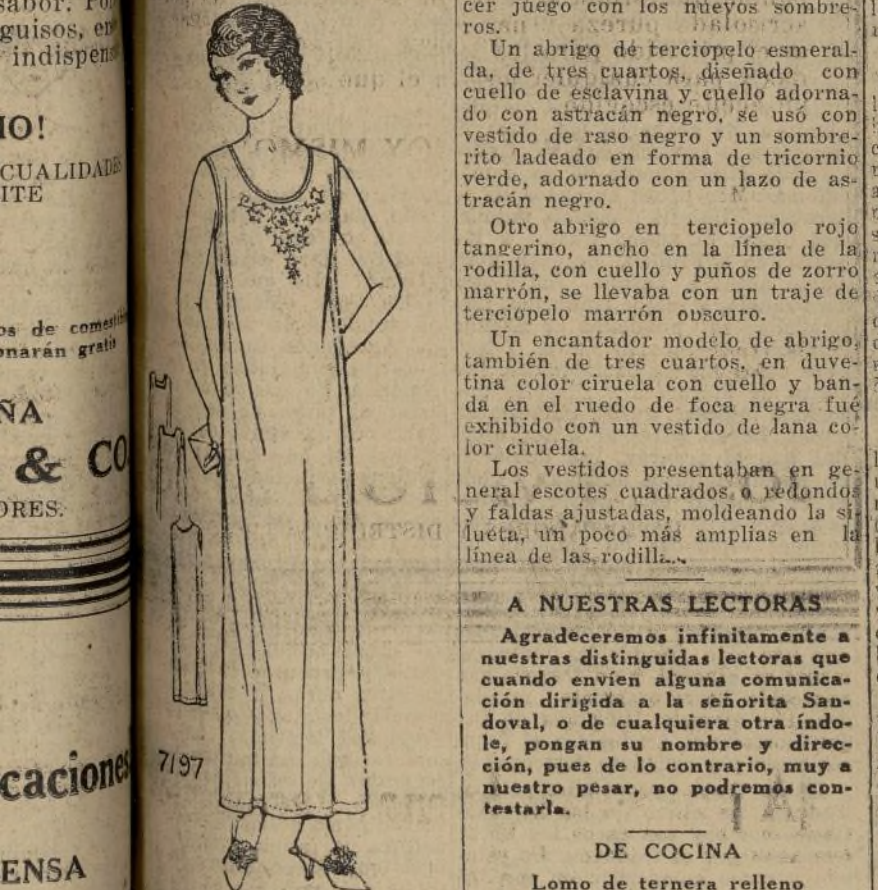 sabor. Por
guisos, en
indispen
IO!
CUALIDADES
ITE
os de comesti
onarán gratis
ÑA
& CO.
ORES.
caciones
ENSA
7197
cer juego con los nuevos sombre-
ros.
Un abrigo de terciopelo esmeral-
da, de tres cuartos, diseñado con
cuello de esclavina y cuello adorna-
do con astracán negro, se usó con
vestido de raso negro y un sombre-
rito ladeado en forma de tricornio
verde, adornado con un lazo de as-
tracán negro.
Otro abrigo en terciopelo rojo
tangerino, ancho en la línea de la
rodilla, con cuello y puños de zorro
marrón, se llevaba con un traje de
terciopelo marrón obscuro.
Un encantador modelo de abrigo,
también de tres cuartos, en duve-
tina color ciruela con cuello y ban-
da en el ruedo de foca negra fué
exhibido con un vestido de lana co-
lor ciruela.
Los vestidos presentaban en ge-
neral escotes cuadrados o redondos
y faldas ajustadas, moldeando la si-
lueta, un poco más amplias en la
línea de las rodillas.
A NUESTRAS LECTORAS
Agradeceremos infinitamente a
nuestras distinguidas lectoras que
cuando envíen alguna comunica-
ción dirigida a la señorita San-
doval, o de cualquiera otra índo-
le, pongan su nombre y direc-
ción, pues de lo contrario, muy a
nuestro pesar, no podremos con-
testarla.
DE COCINA
Lomo de ternera relleno